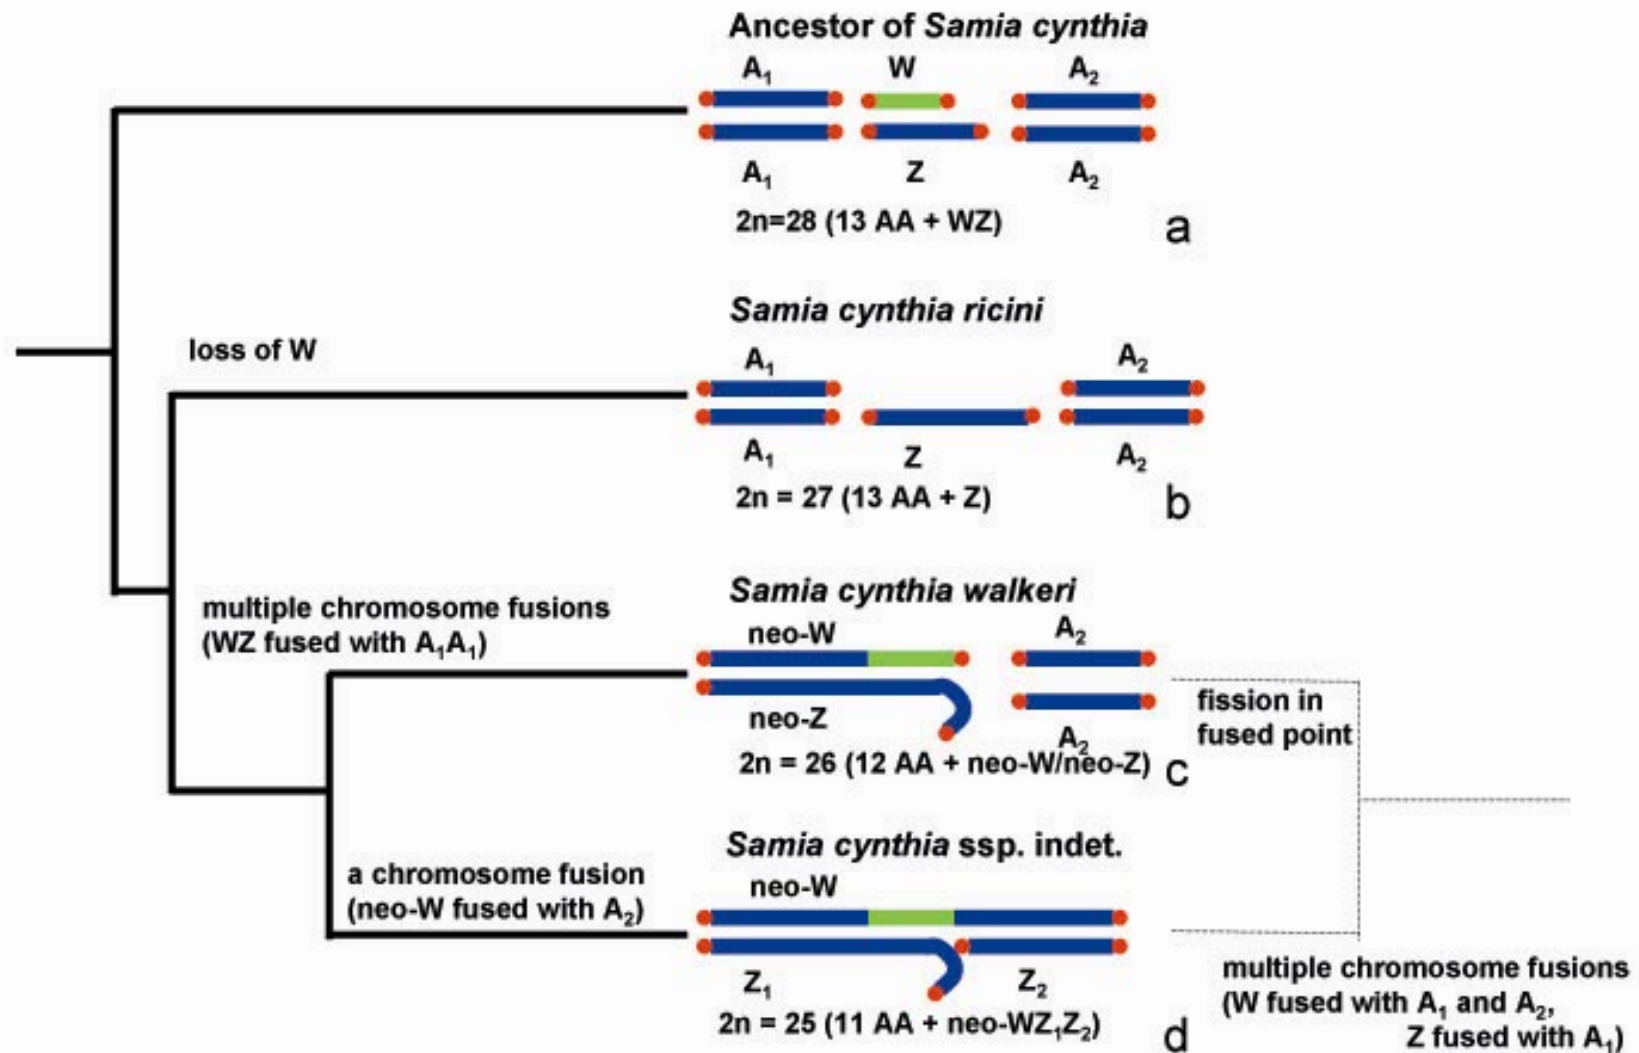 Ancestor of Samia cynthia
A₁ W A₂
A₁ Z A₂
2n=28 (13 AA + WZ)
a
Samia cynthia ricini
loss of W
A₁ A₂
A₁ Z A₂
2n = 27 (13 AA + Z)
b
Samia cynthia walkeri
multiple chromosome fusions
(WZ fused with A₁A₁)
neo-W A₂
neo-Z A₂
2n = 26 (12 AA + neo-W/neo-Z)
c
fission in
fused point
Samia cynthia ssp. indet.
a chromosome fusion
(neo-W fused with A₂)
neo-W
Z₁ Z₂
2n = 25 (11 AA + neo-WZ₁Z₂)
d
multiple chromosome fusions
(W fused with A₁ and A₂,
Z fused with A₁)